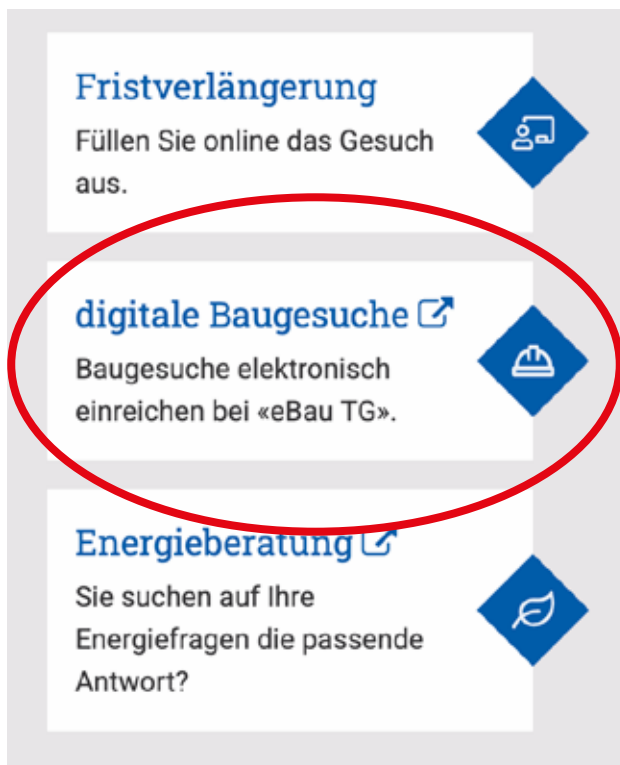 Fristverlängerung
Füllen Sie online das Gesuch
aus.
digitale Baugesuche
Baugesuche elektronisch
einreichen bei «eBau TG».
Energieberatung
Sie suchen auf Ihre
Energiefragen die passende
Antwort?